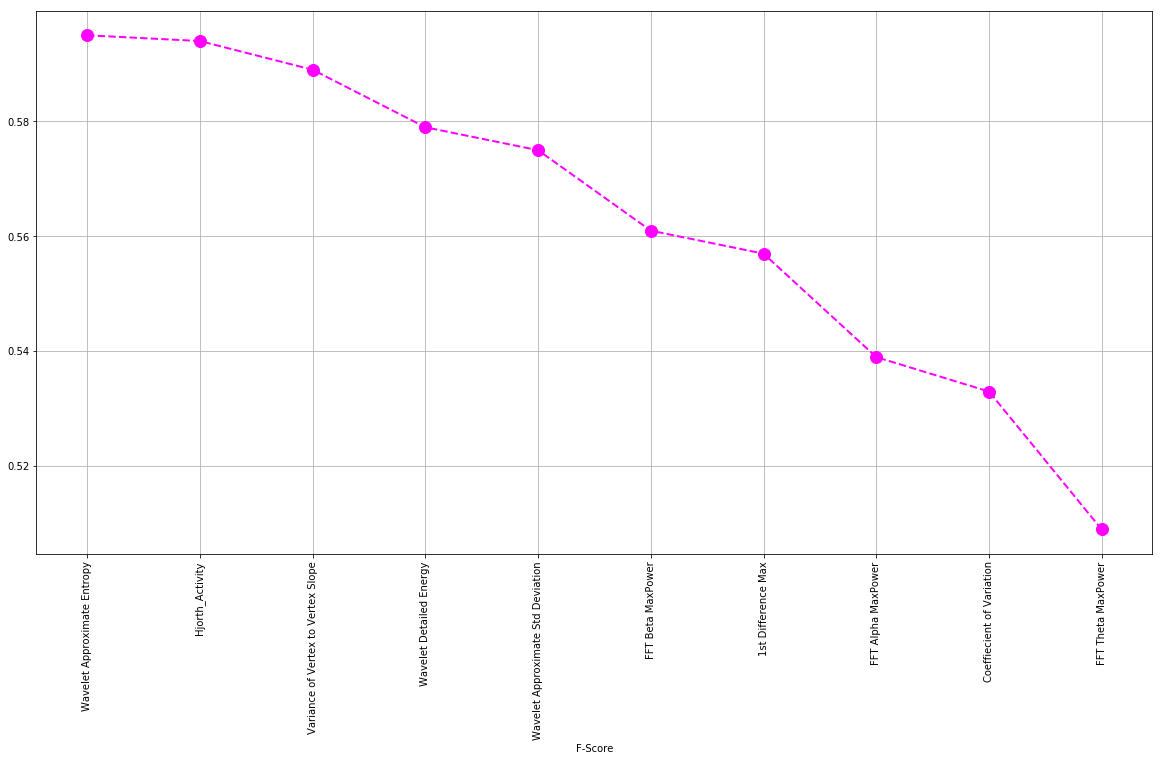 0.58
0.56
0.54
0.52
Wavelet Approximate Entropy
Hjorth_Activity
Variance of Vertex to Vertex Slope
Wavelet Detailed Energy
Wavelet Approximate Std Deviation
FFT Beta MaxPower
1st Difference Max
FFT Alpha MaxPower
Coeffiecient of Variation
FFT Theta MaxPower
F-Score